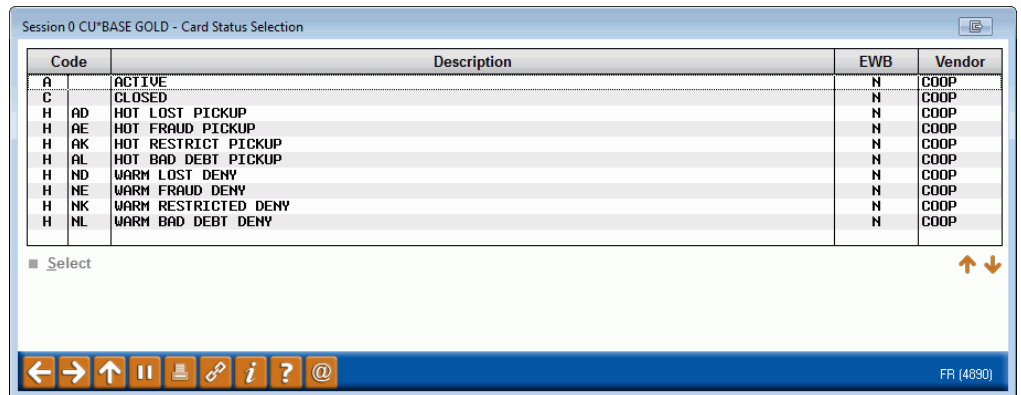 Session 0 CU*BASE GOLD - Card Status Selection
Code Description EWB Vendor
A ACTIVE N COOP
C CLOSED N COOP
H AD HOT LOST PICKUP N COOP
H AE HOT FRAUD PICKUP N COOP
H AK HOT RESTRICT PICKUP N COOP
H AL HOT BAD DEBT PICKUP N COOP
H ND WARM LOST DENY N COOP
H NE WARM FRAUD DENY N COOP
H NK WARM RESTRICTED DENY N COOP
H NL WARM BAD DEBT DENY N COOP
Select
i ? @ FR (4890)